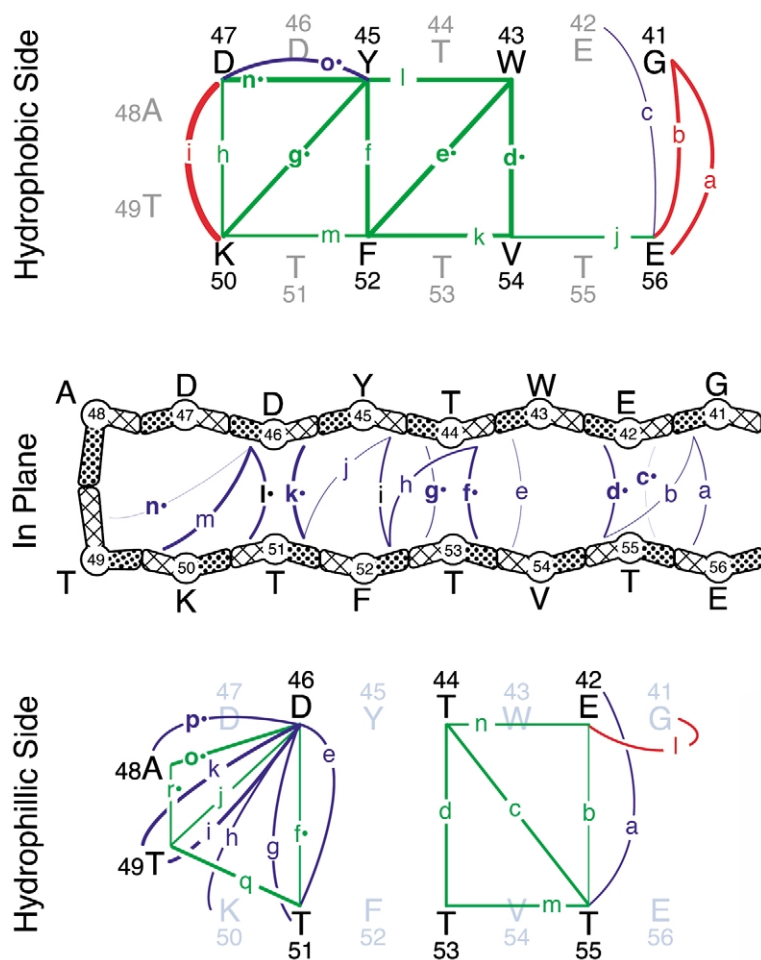 Hydrophobic Side
47 46 45 44 43 42 41
D D Y T W E G
n• o• l
48A
c b
i h g• f e• d• a
49T
m k j
K T F T V T E
50 51 52 53 54 55 56
In Plane
A D D Y T W E G
48 47 46 45 44 43 42 41
n• m l• k• j i h g• f• e d• c• b a
49 50 51 52 53 54 55 56
T K T F T V T E
Hydrophillic Side
47 46 45 44 43 42 41
D D Y T W E G
p• n l
48A o• k e
r• j
i h f• d c b a
49T g
q m
K T F T V T E
50 51 52 53 54 55 56